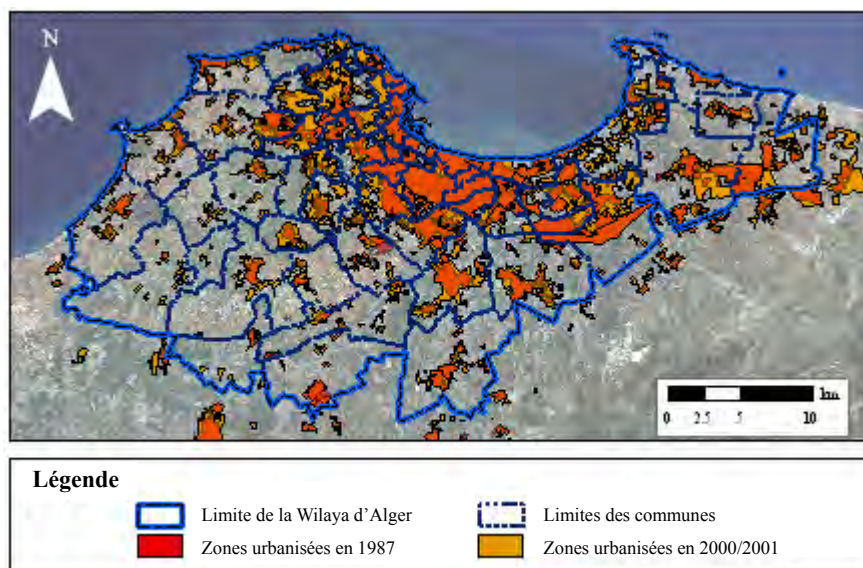 N
km
0 2.5 5 10
Légende
Limite de la Wilaya d'Alger
Limites des communes
Zones urbanisées en 1987
Zones urbanisées en 2000/2001